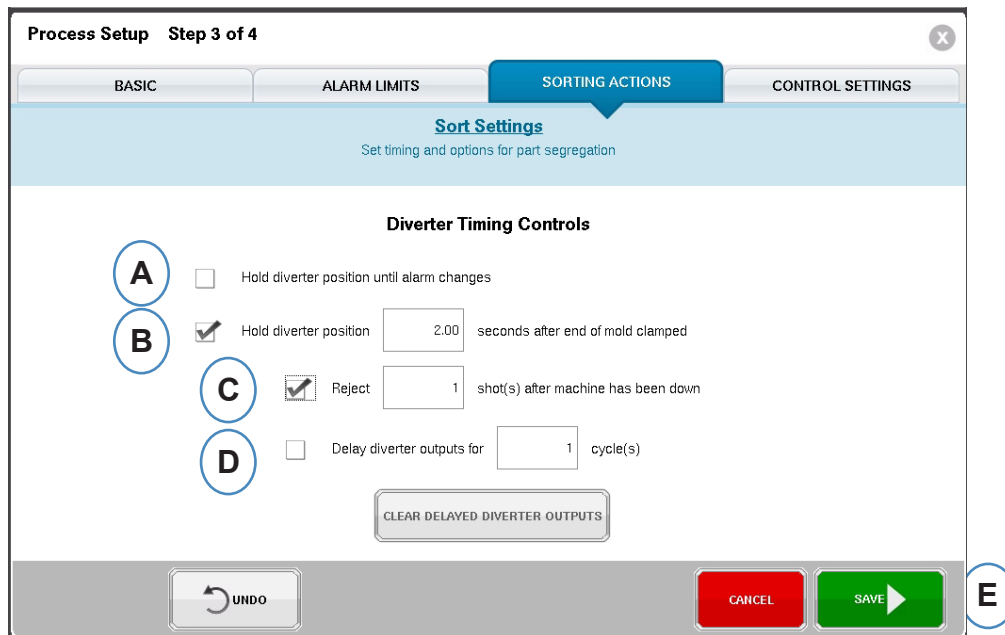 Process Setup Step 3 of 4
X
BASIC ALARM LIMITS SORTING ACTIONS CONTROL SETTINGS
Sort Settings
Set timing and options for part segregation
Diverter Timing Controls
A Hold diverter position until alarm changes
B Hold diverter position 2.00 seconds after end of mold clamped
C Reject 1 shot(s) after machine has been down
D Delay diverter outputs for 1 cycle(s)
CLEAR DELAYED DIVERTER OUTPUTS
UNDO CANCEL SAVE E